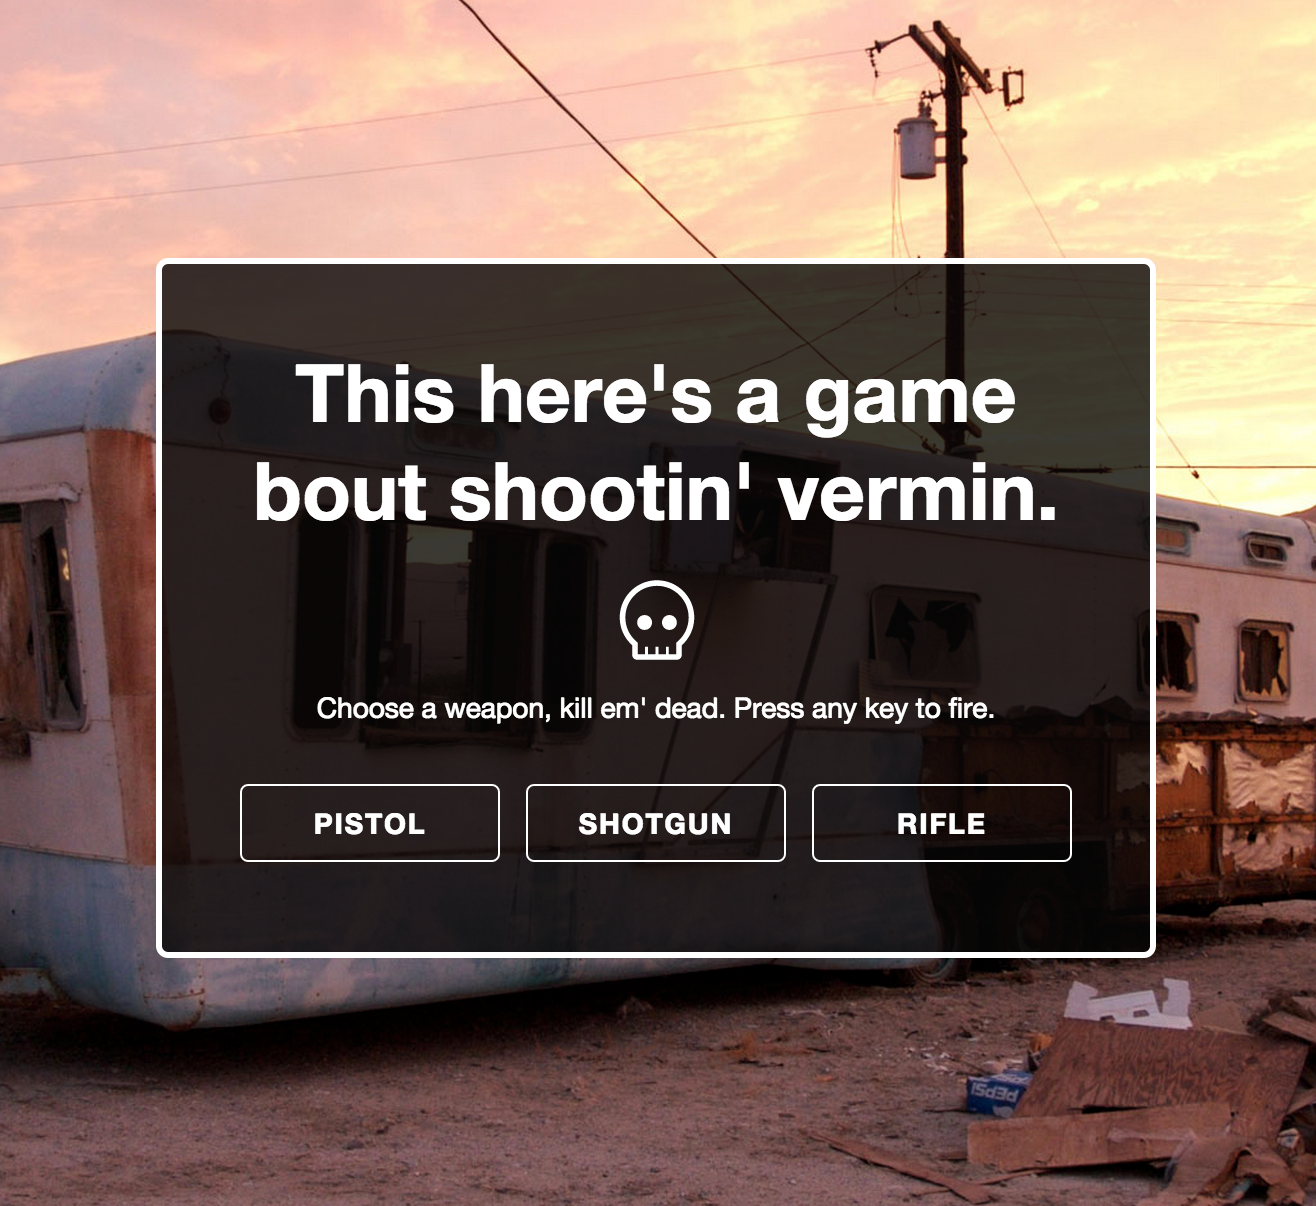 This here's a game
bout shootin' vermin.
Choose a weapon, kill em' dead. Press any key to fire.
PISTOL
SHOTGUN
RIFLE
PEPSI